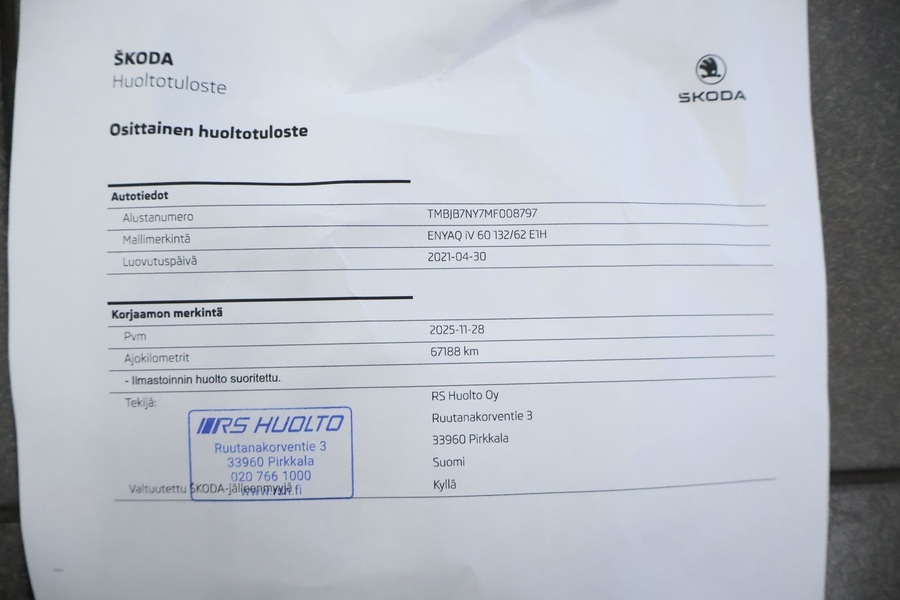 ŠKODA
Huoltotuloste
ŠKODA
Osittainen huoltotuloste
Autotiedot
Alustanumero TMBJB7NY7MF008797
Mallimerkintä ENYAQ iV 60 132/62 E1H
Luovutuspäivä 2021-04-30
Korjaamon merkintä
Pvm 2025-11-28
Ajokilometrit 67188 km
- Ilmastoinnin huolto suoritettu.
Tekijä: RS Huolto Oy
Ruutanakorventie 3
33960 Pirkkala
Suomi
Valtuutettu ŠKODA-jälleenmyyjä Kyllä
RS HUOLTO
Ruutanakorventie 3
33960 Pirkkala
020 766 1000